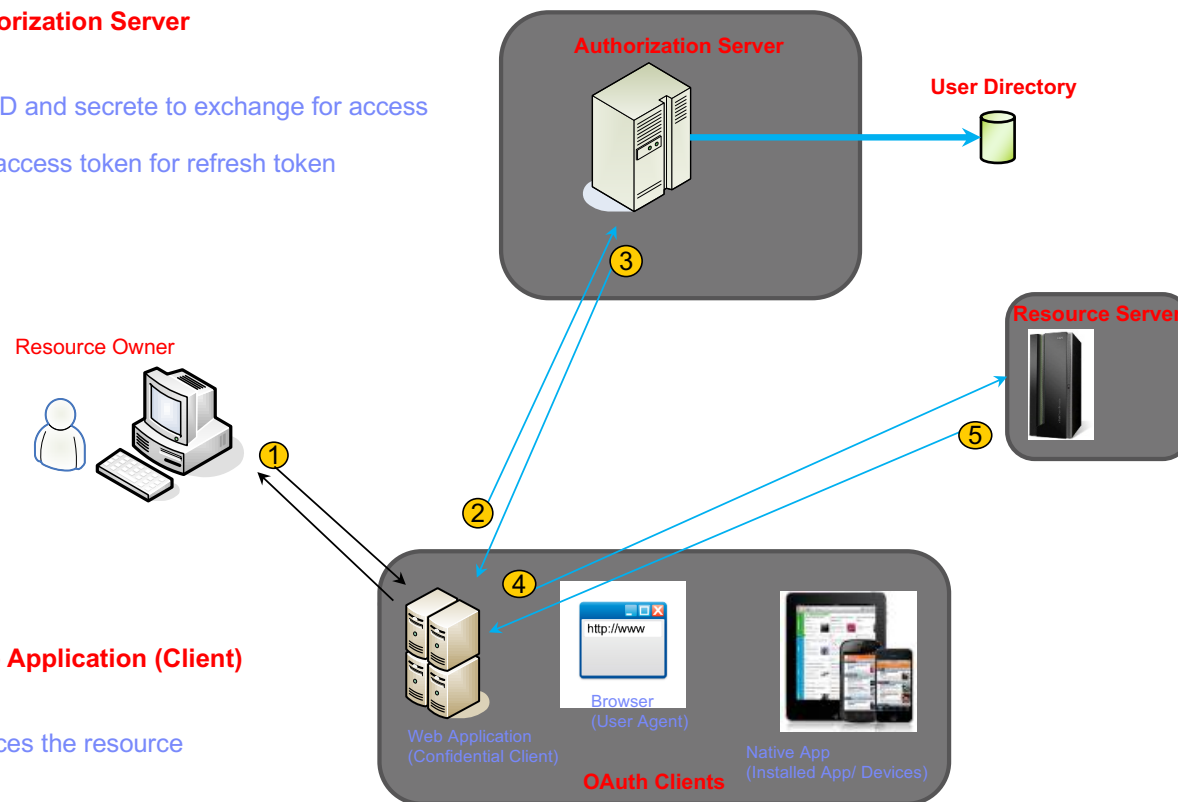 orization Server
Authorization Server
User Directory
D and secrete to exchange for access
access token for refresh token
3
Resource Server
Resource Owner
1
5
2
4
http://www
Application (Client)
Browser
(User Agent)
Web Application
(Confidential Client)
ces the resource
Native App
(Installed App/ Devices)
OAuth Clients